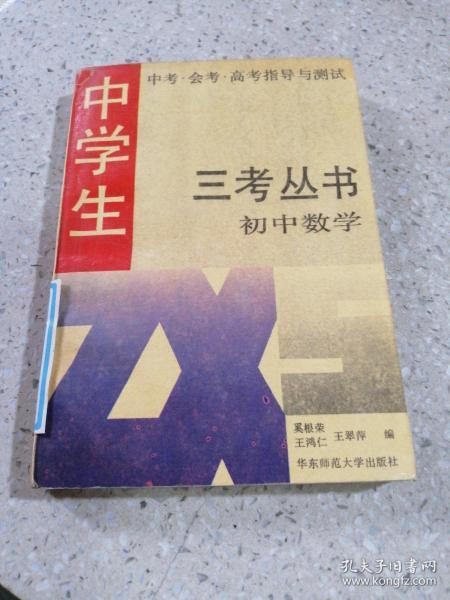 中学生
中考·会考·高考指导与测试
三考丛书
初中数学
ZXS
奚根荣
王鸿仁 王翠萍 编
华东师范大学出版社
孔夫子旧书网
www.kongfz.com